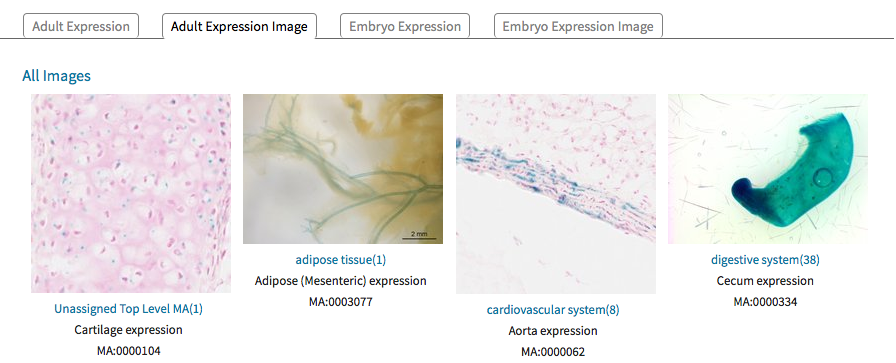 Adult Expression
Adult Expression Image
Embryo Expression
Embryo Expression Image
All Images
2 mm
Unassigned Top Level MA(1)
Cartilage expression
MA:0000104
adipose tissue(1)
Adipose (Mesenteric) expression
MA:0003077
cardiovascular system(8)
Aorta expression
MA:0000062
digestive system(38)
Cecum expression
MA:0000334